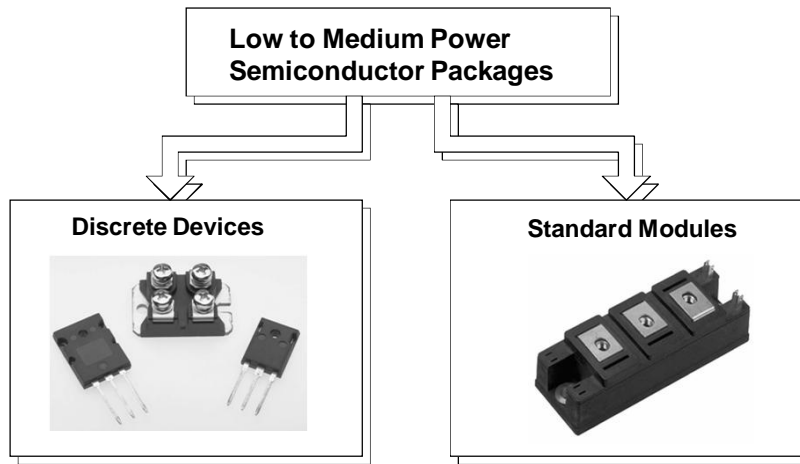 Low to Medium Power
Semiconductor Packages
Discrete Devices
Standard Modules